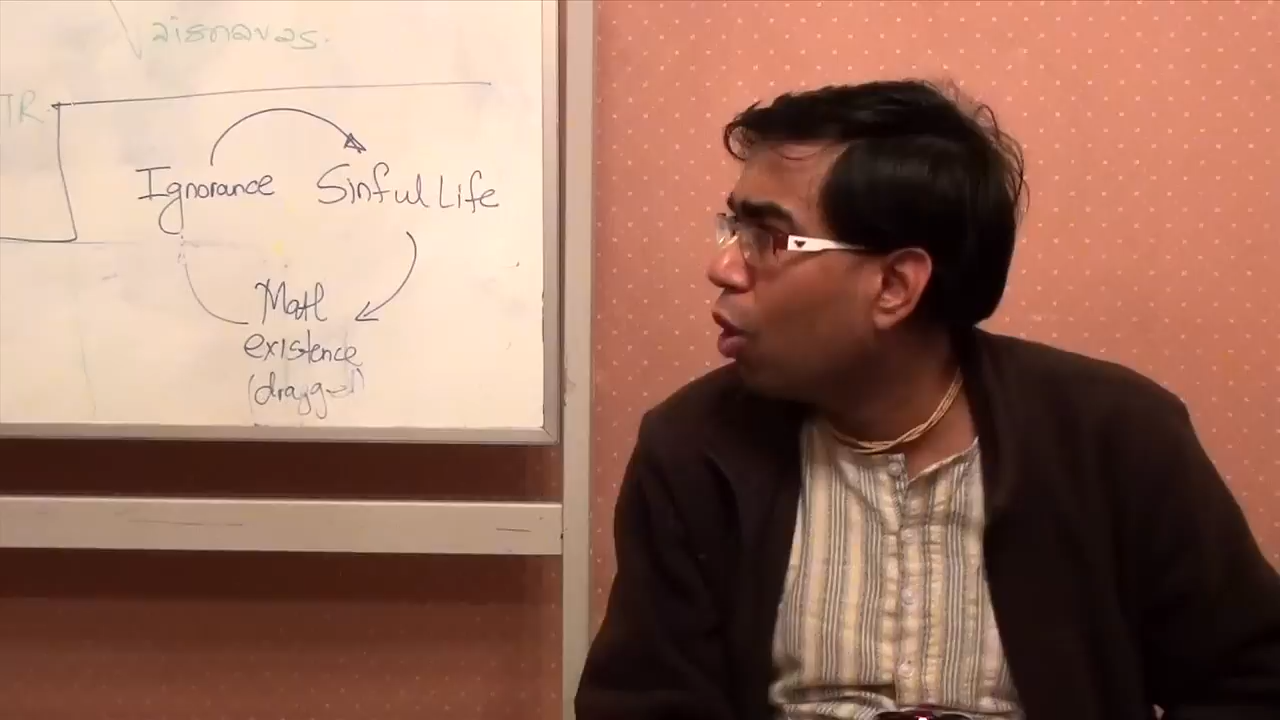 Vaisnavas.
TR.
Ignorance
Sinful Life
Matl
existence
(dragged)